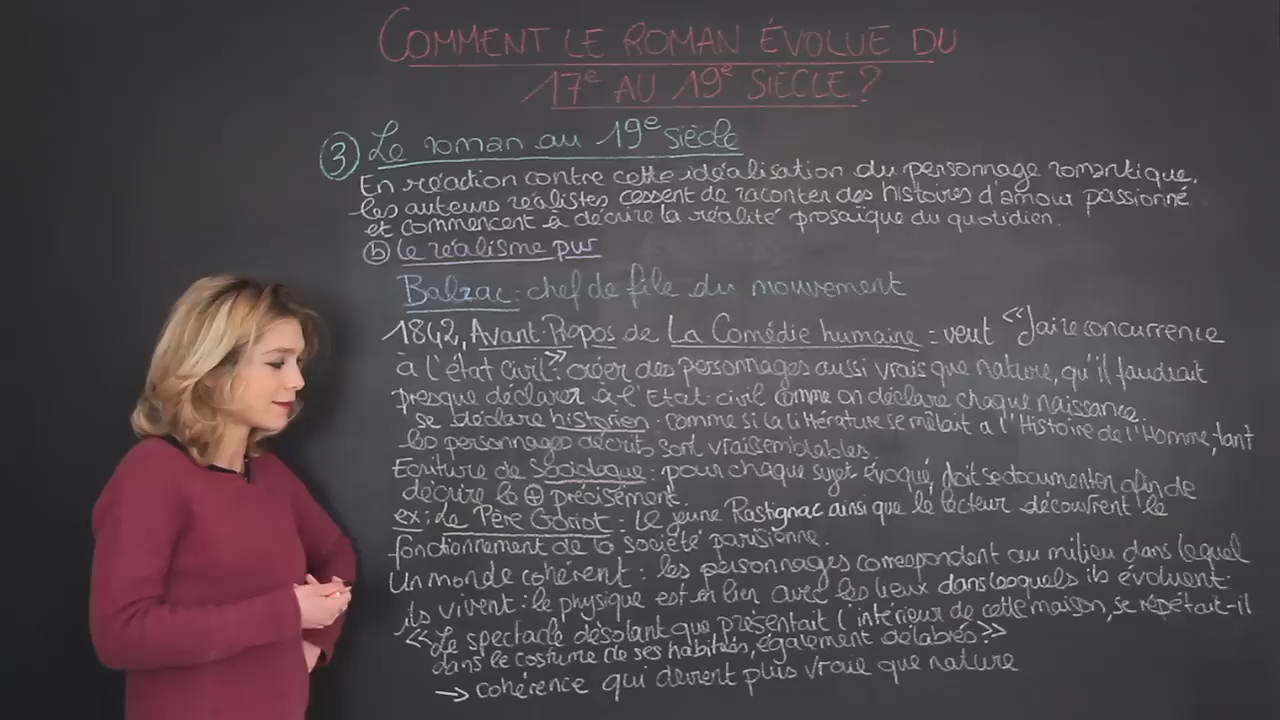 COMMENT LE ROMAN ÉVOLUE DU
17e AU 19e SIÈCLE ?
③ Le roman au 19e siècle
En réaction contre cette idéalisation du personnage romantique,
les auteurs réalistes cessent de raconter des histoires d'amour passionné
et commencent à décrire la réalité prosaïque du quotidien.
ⓑ le réalisme pur
Balzac : chef de file du mouvement
1842, Avant-Propos de La Comédie humaine = veut «faire concurrence
à l'état civil» : créer des personnages aussi vrais que nature, qu'il faudrait
presque déclarer à l'Etat-civil comme on déclare chaque naissance.
se déclare historien : comme si la littérature se mêlait à l'Histoire de l'Homme, tant
les personnages décrits sont vraisemblables.
Ecriture de Sociologue : pour chaque sujet évoqué, doit se documenter afin de
décrire le ⊕ précisément.
ex : Le Père Goriot : le jeune Rastignac ainsi que le lecteur découvrent le
fonctionnement de la société parisienne.
Un monde cohérent : les personnages correspondent au milieu dans lequel
ils vivent : le physique est en lien avec les lieux dans lesquels ils évoluent.
«Le spectacle désolant que présentait l'intérieur de cette maison, se répétait-il
dans le costume de ses habitués, également délabrés»
→ cohérence qui devient plus vraie que nature